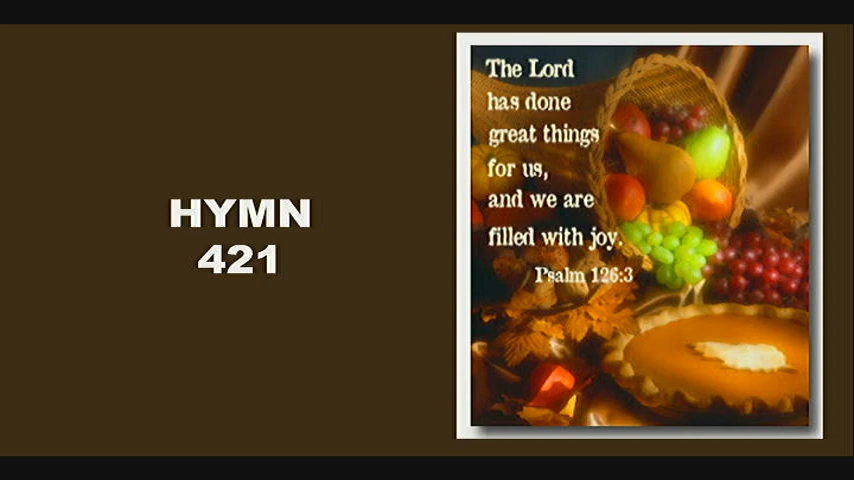 HYMN
421
The Lord
has done
great things
for us,
and we are
filled with joy.
Psalm 126:3